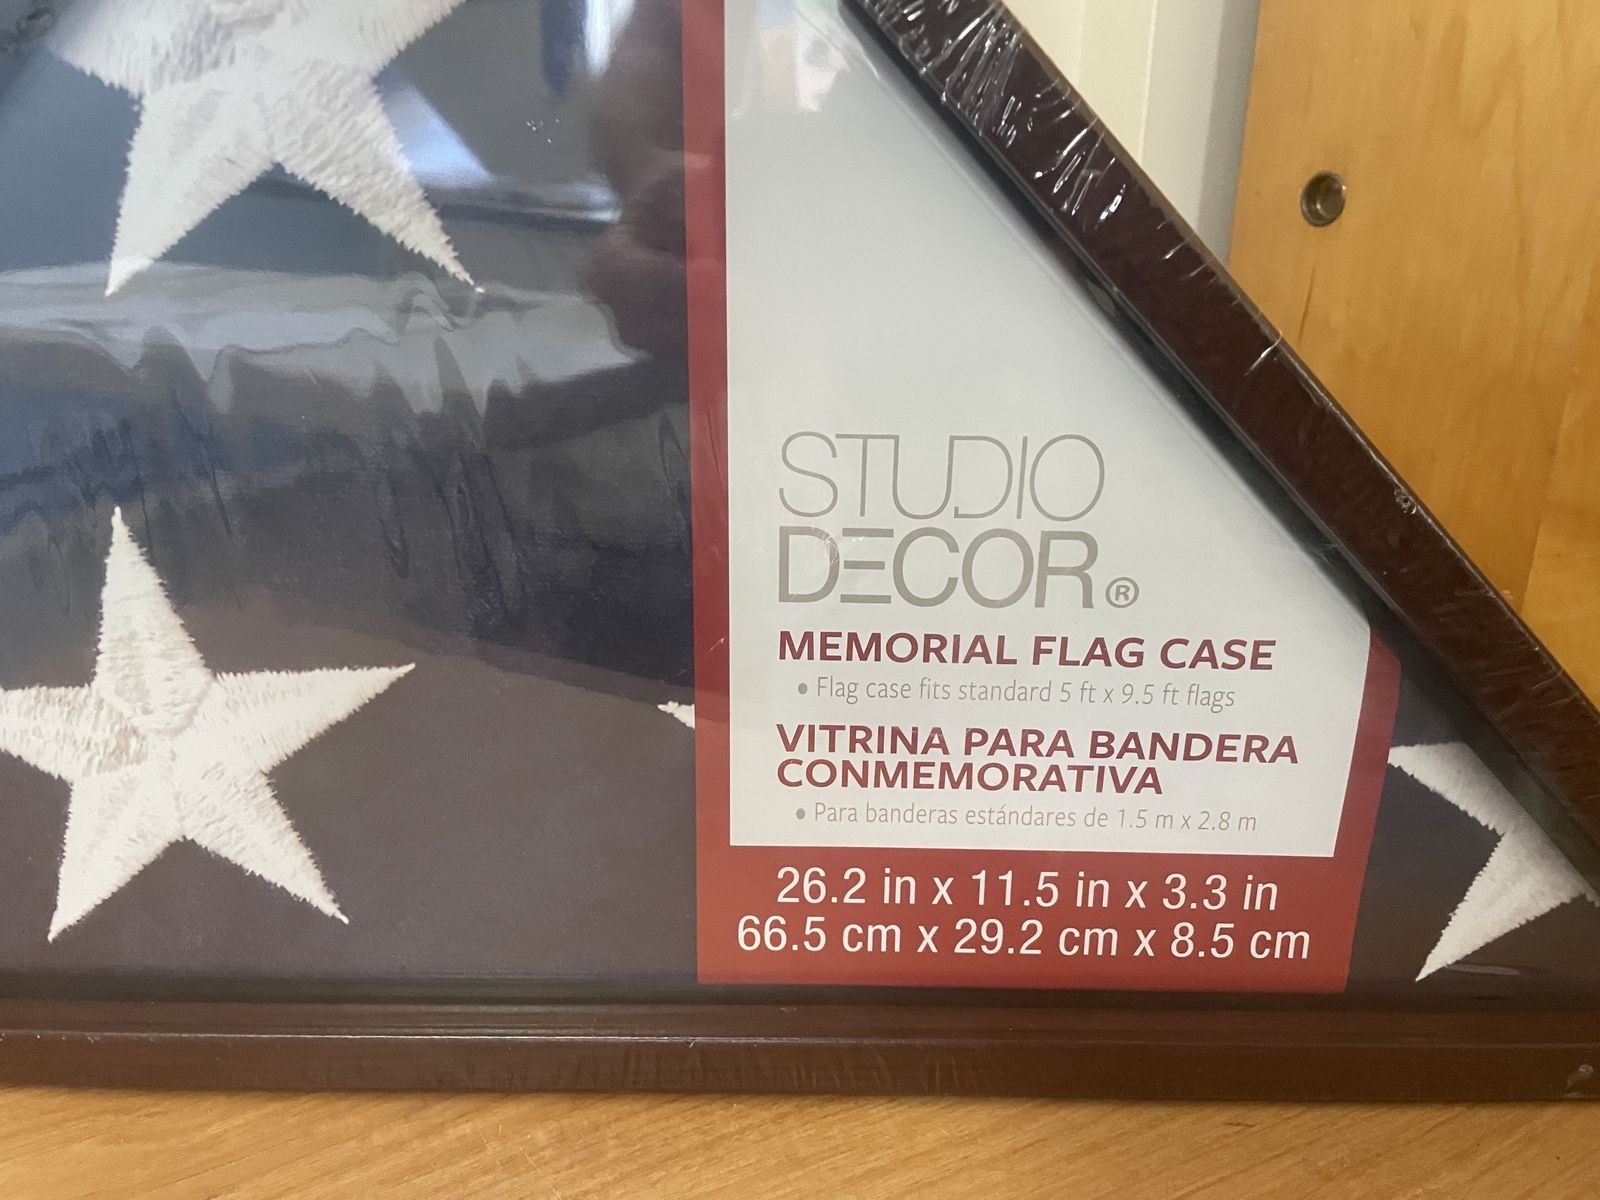 STUDIO
DECOR®
MEMORIAL FLAG CASE
• Flag case fits standard 5 ft x 9.5 ft flags
VITRINA PARA BANDERA
CONMEMORATIVA
• Para banderas estándares de 1.5 m x 2.8 m
26.2 in x 11.5 in x 3.3 in
66.5 cm x 29.2 cm x 8.5 cm